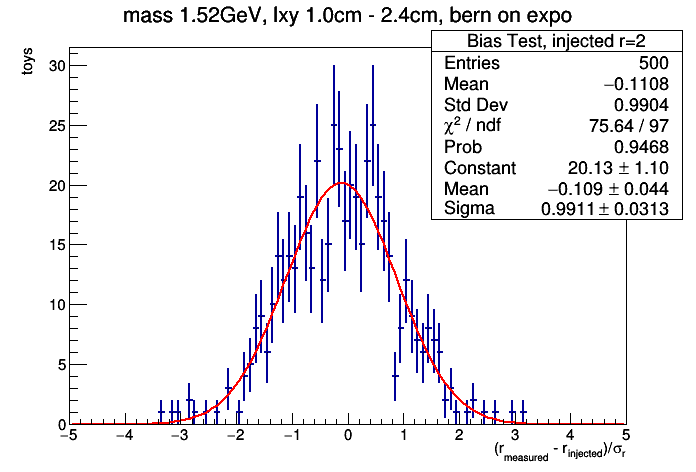 mass 1.52GeV, lxy 1.0cm - 2.4cm, bern on expo
Bias Test, injected r=2
Entries 500
Mean −0.1108
Std Dev 0.9904
χ² / ndf 75.64 / 97
Prob 0.9468
Constant 20.13 ± 1.10
Mean −0.109 ± 0.044
Sigma 0.9911 ± 0.0313
toys
30
25
20
15
10
5
0
−5 −4 −3 −2 −1 0 1 2 3 4 5
(r_measured - r_injected)/σ_r